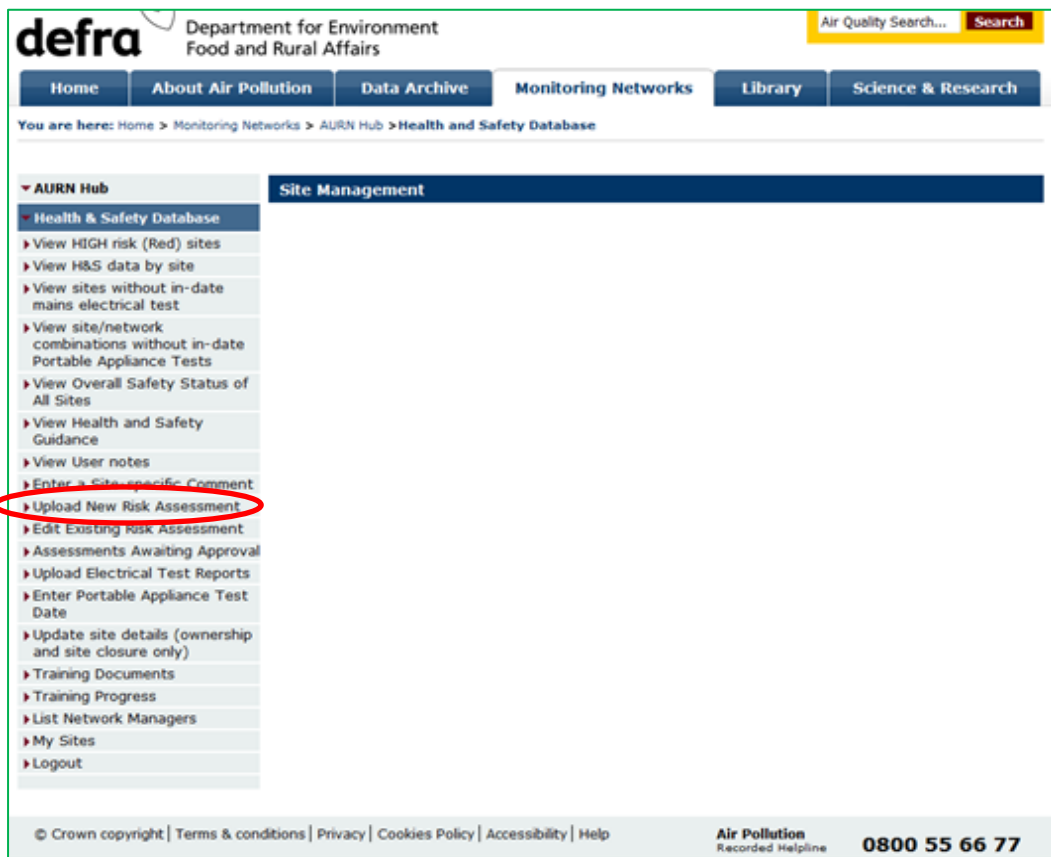 defra
Department for Environment
Food and Rural Affairs
Air Quality Search...
Search
Home
About Air Pollution
Data Archive
Monitoring Networks
Library
Science & Research
You are here: Home > Monitoring Networks > AURN Hub >Health and Safety Database
AURN Hub
Site Management
Health & Safety Database
View HIGH risk (Red) sites
View H&S data by site
View sites without in-date
mains electrical test
View site/network
combinations without in-date
Portable Appliance Tests
View Overall Safety Status of
All Sites
View Health and Safety
Guidance
View User notes
Enter a Site-specific Comment
Upload New Risk Assessment
Edit Existing Risk Assessment
Assessments Awaiting Approval
Upload Electrical Test Reports
Enter Portable Appliance Test
Date
Update site details (ownership
and site closure only)
Training Documents
Training Progress
List Network Managers
My Sites
Logout
© Crown copyright | Terms & conditions | Privacy | Cookies Policy | Accessibility | Help
Air Pollution
Recorded Helpline
0800 55 66 77